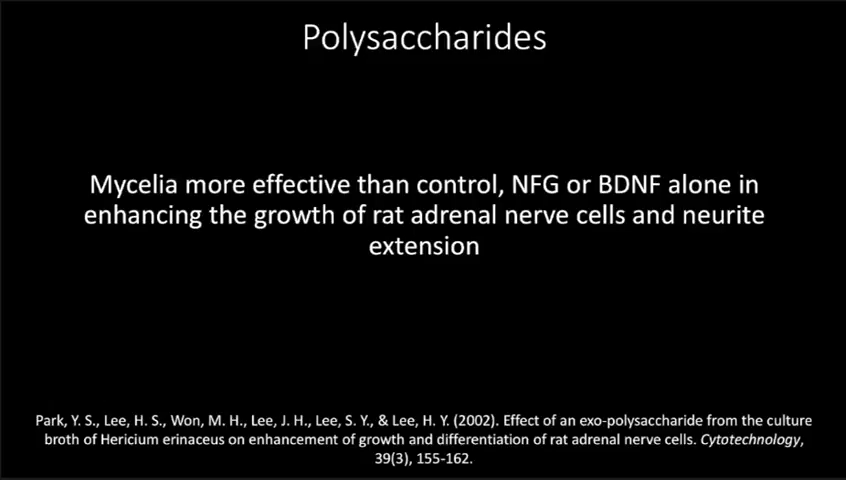 Polysaccharides
Mycelia more effective than control, NFG or BDNF alone in
enhancing the growth of rat adrenal nerve cells and neurite
extension
Park, Y. S., Lee, H. S., Won, M. H., Lee, J. H., Lee, S. Y., & Lee, H. Y. (2002). Effect of an exo-polysaccharide from the culture
broth of Hericium erinaceus on enhancement of growth and differentiation of rat adrenal nerve cells. Cytotechnology,
39(3), 155-162.